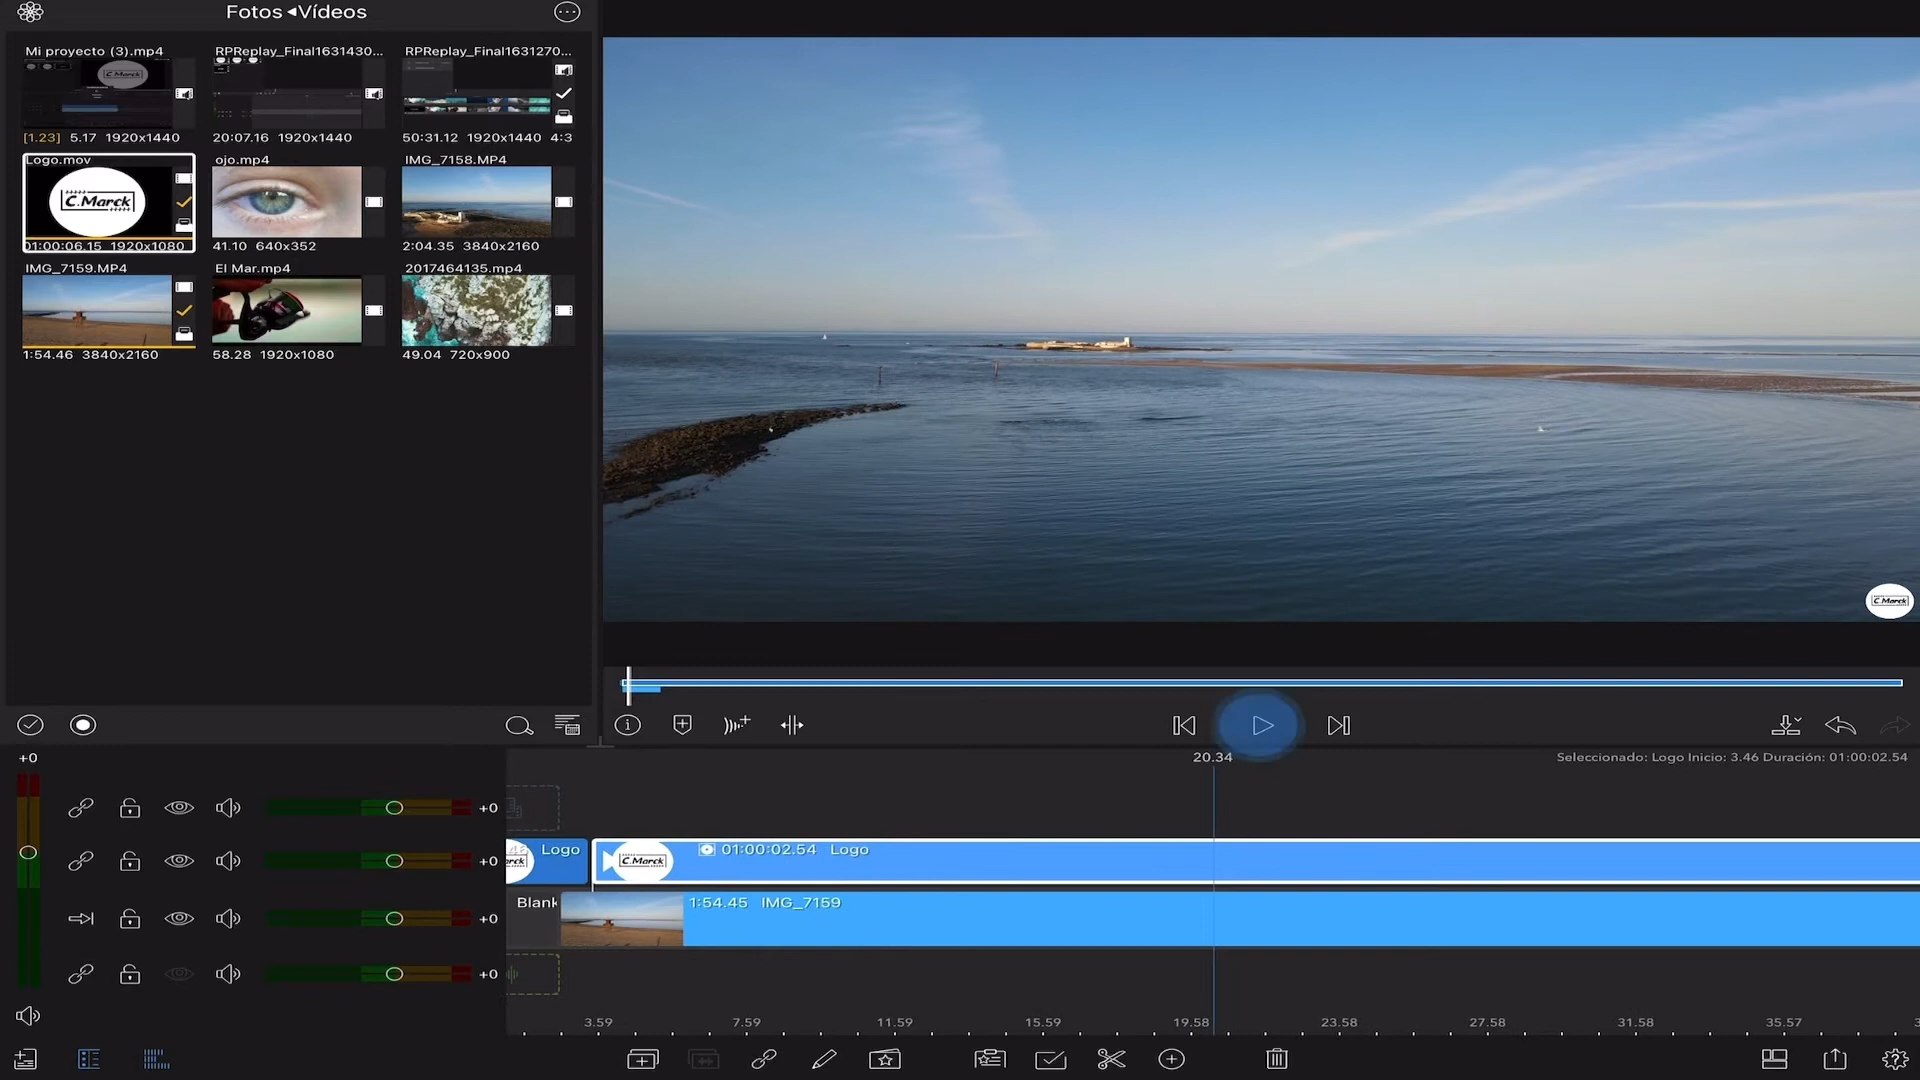 Fotos ◂Vídeos
Mi proyecto (3).mp4
RPReplay_Final1631430...
RPReplay_Final1631270...
[1.23] 5.17 1920x1440
20:07.16 1920x1440
50:31.12 1920x1440 4:3
Logo.mov
ojo.mp4
IMG_7158.MP4
C.Marck
01:00:06.15 1920x1080
41.10 640x352
2:04.35 3840x2160
IMG_7159.MP4
El Mar.mp4
2017464135.mp4
1:54.46 3840x2160
58.28 1920x1080
49.04 720x900
C.Marck
+0
20.34
Seleccionado: Logo Inicio: 3.46 Duración: 01:00:02.54
+0
+0
Logo
C.Marck
01:00:02.54 Logo
+0
Blank
1:54.45 IMG_7159
+0
3.59
7.59
11.59
15.59
19.58
23.58
27.58
31.58
35.57